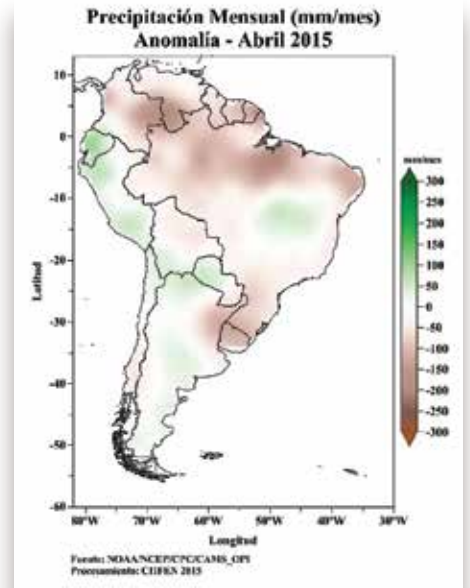 Precipitación Mensual (mm/mes)
Anomalía - Abril 2015
mm/mes
10
0
-10
-20
-30
-40
-50
-60
Latitud
300
250
200
150
100
50
0
-50
-100
-150
-200
-250
-300
80°W
70°W
60°W
50°W
40°W
30°W
Longitud
Fuente: NOAA/NCEP/CPC/CAMS_OPI
Procesamiento: CIIFEN 2015